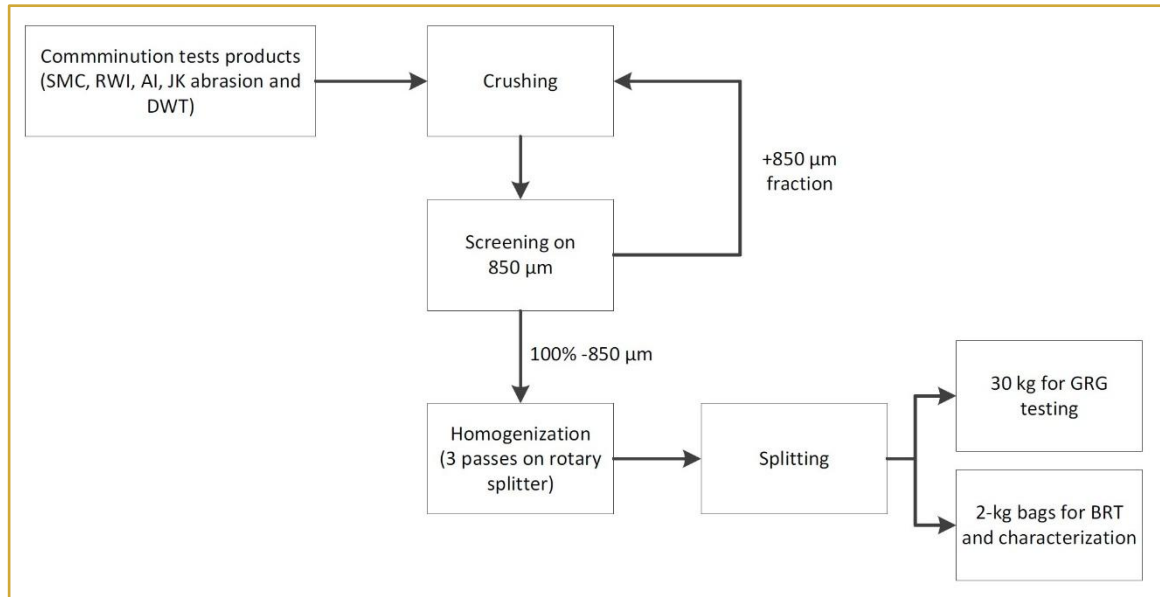 Commminution tests products
(SMC, RWI, AI, JK abrasion and
DWT)
Crushing
+850 µm
fraction
Screening on
850 µm
100% -850 µm
Homogenization
(3 passes on rotary
splitter)
Splitting
30 kg for GRG
testing
2-kg bags for BRT
and characterization